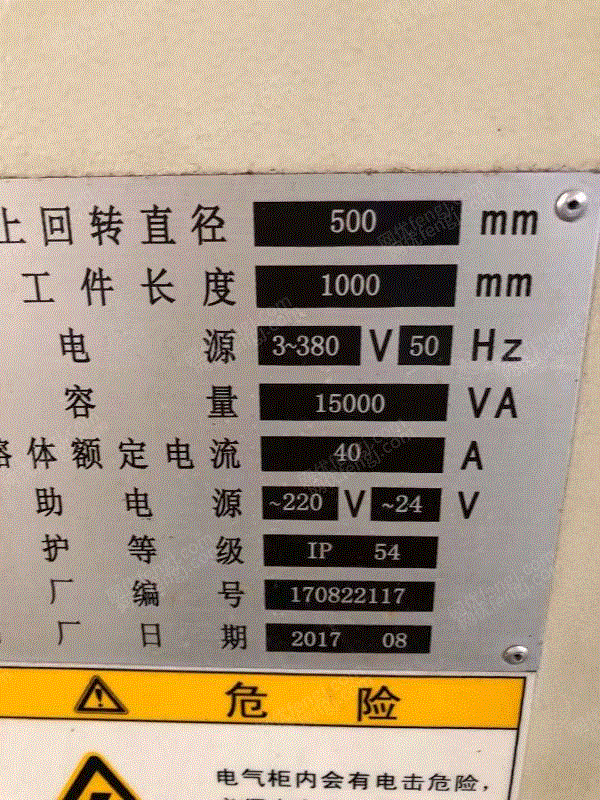 上回转直径 500 mm
工件长度 1000 mm
电源 3~380 V 50 Hz
容量 15000 VA
熔体额定电流 40 A
助电源 ~220 V ~24 V
护等级 IP 54
厂编号 170822117
厂日期 2017 08
危险
电气柜内会有电击危险，